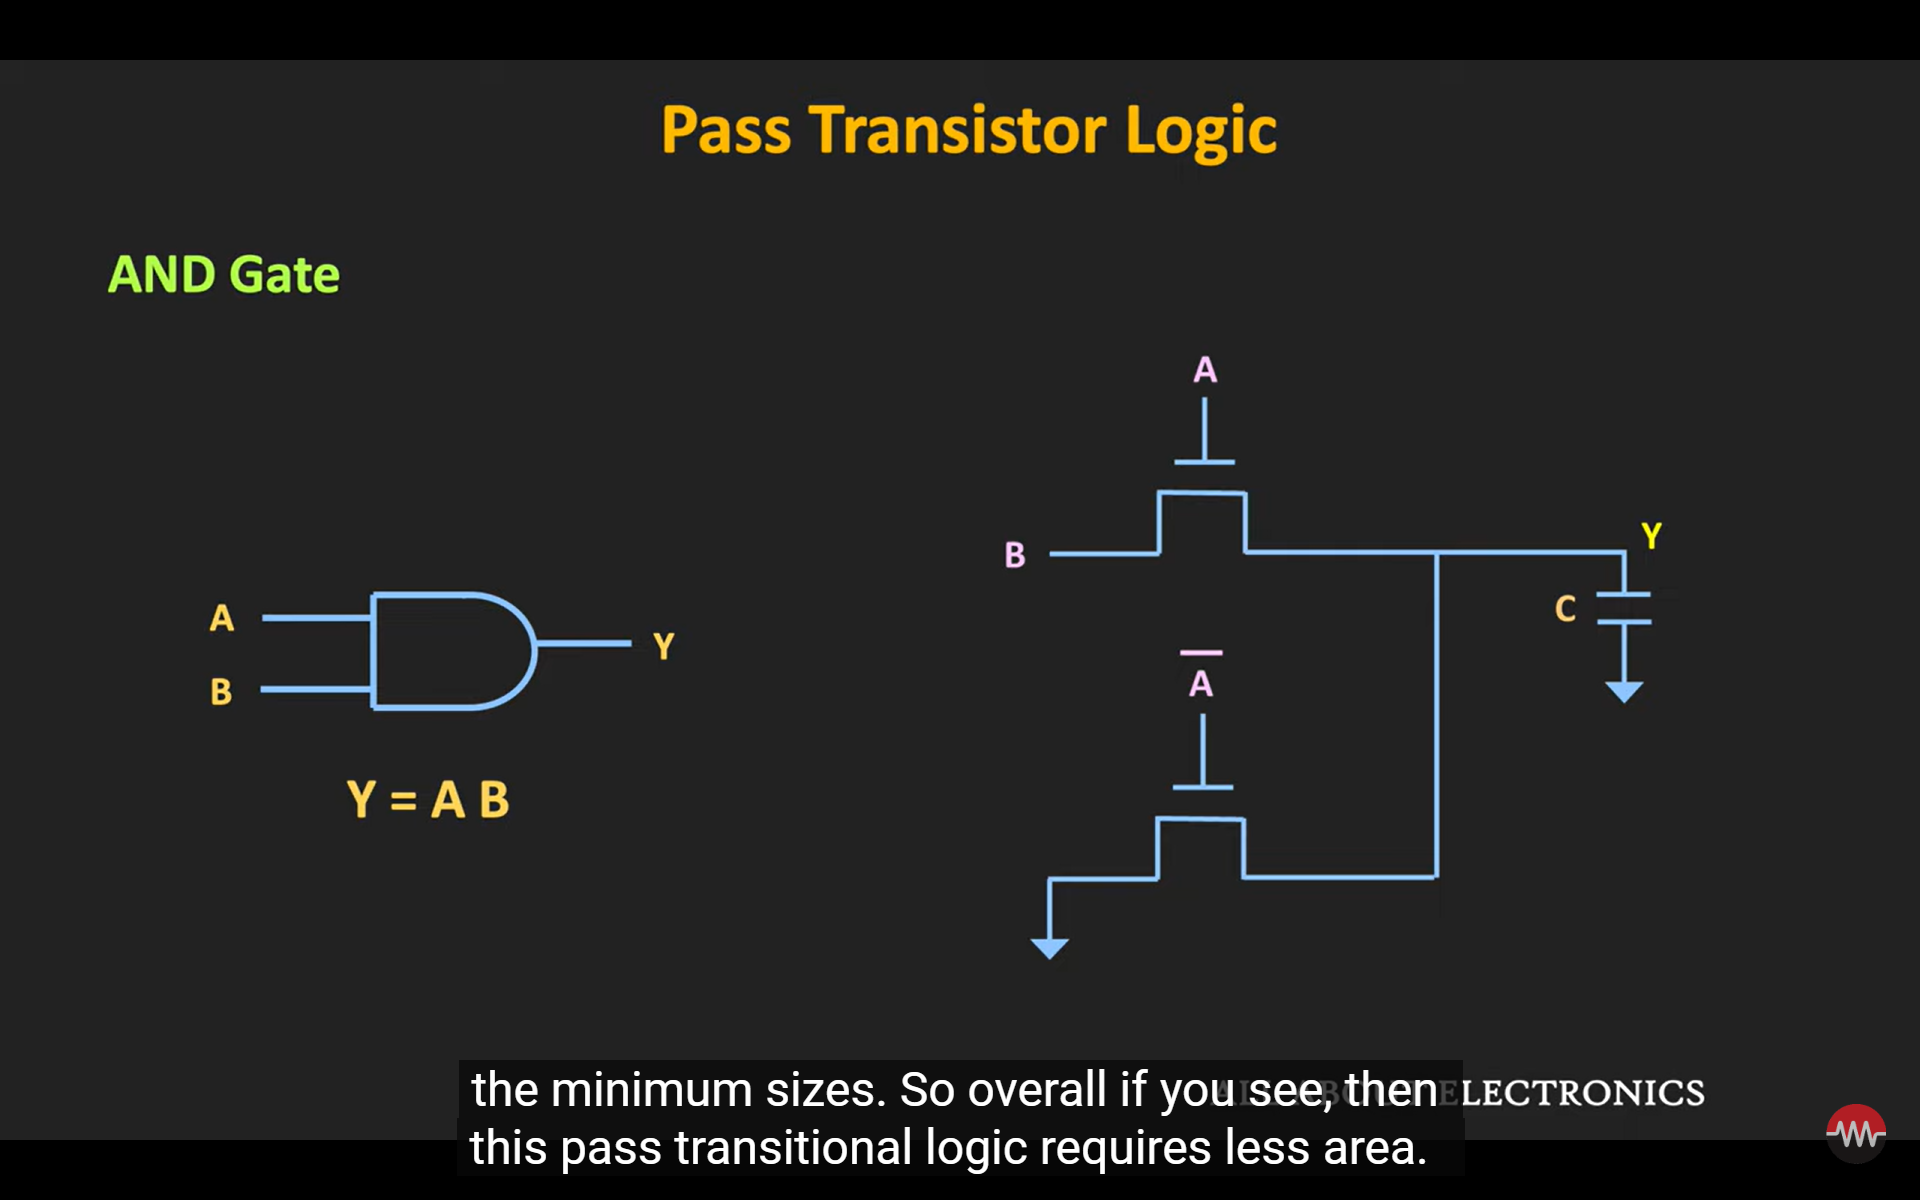 Pass Transistor Logic
AND Gate
A
B
Y
Y = A B
A
B
Y
C
A
the minimum sizes. So overall if you see, then
this pass transitional logic requires less area.
ELECTRONICS